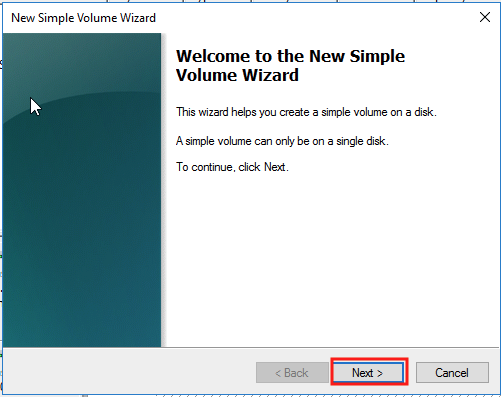 New Simple Volume Wizard
Welcome to the New Simple
Volume Wizard
This wizard helps you create a simple volume on a disk.
A simple volume can only be on a single disk.
To continue, click Next.
< Back
Next >
Cancel